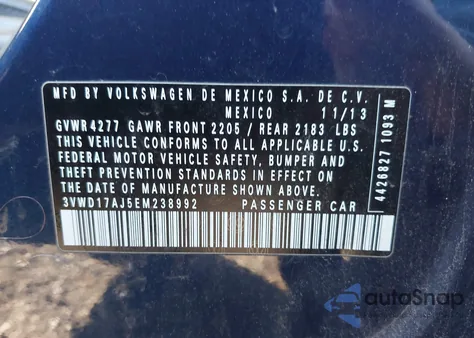 MFD BY VOLKSWAGEN DE MEXICO S.A. DE C.V.
MEXICO 11/13
GVWR 4277 GAWR FRONT 2205 / REAR 2183 LBS
THIS VEHICLE CONFORMS TO ALL APPLICABLE U.S.
FEDERAL MOTOR VEHICLE SAFETY, BUMPER AND
THEFT PREVENTION STANDARDS IN EFFECT ON
THE DATE OF MANUFACTURE SHOWN ABOVE.
3VWD17AJ5EM238992 PASSENGER CAR
4426827 1093 M
autoSnap